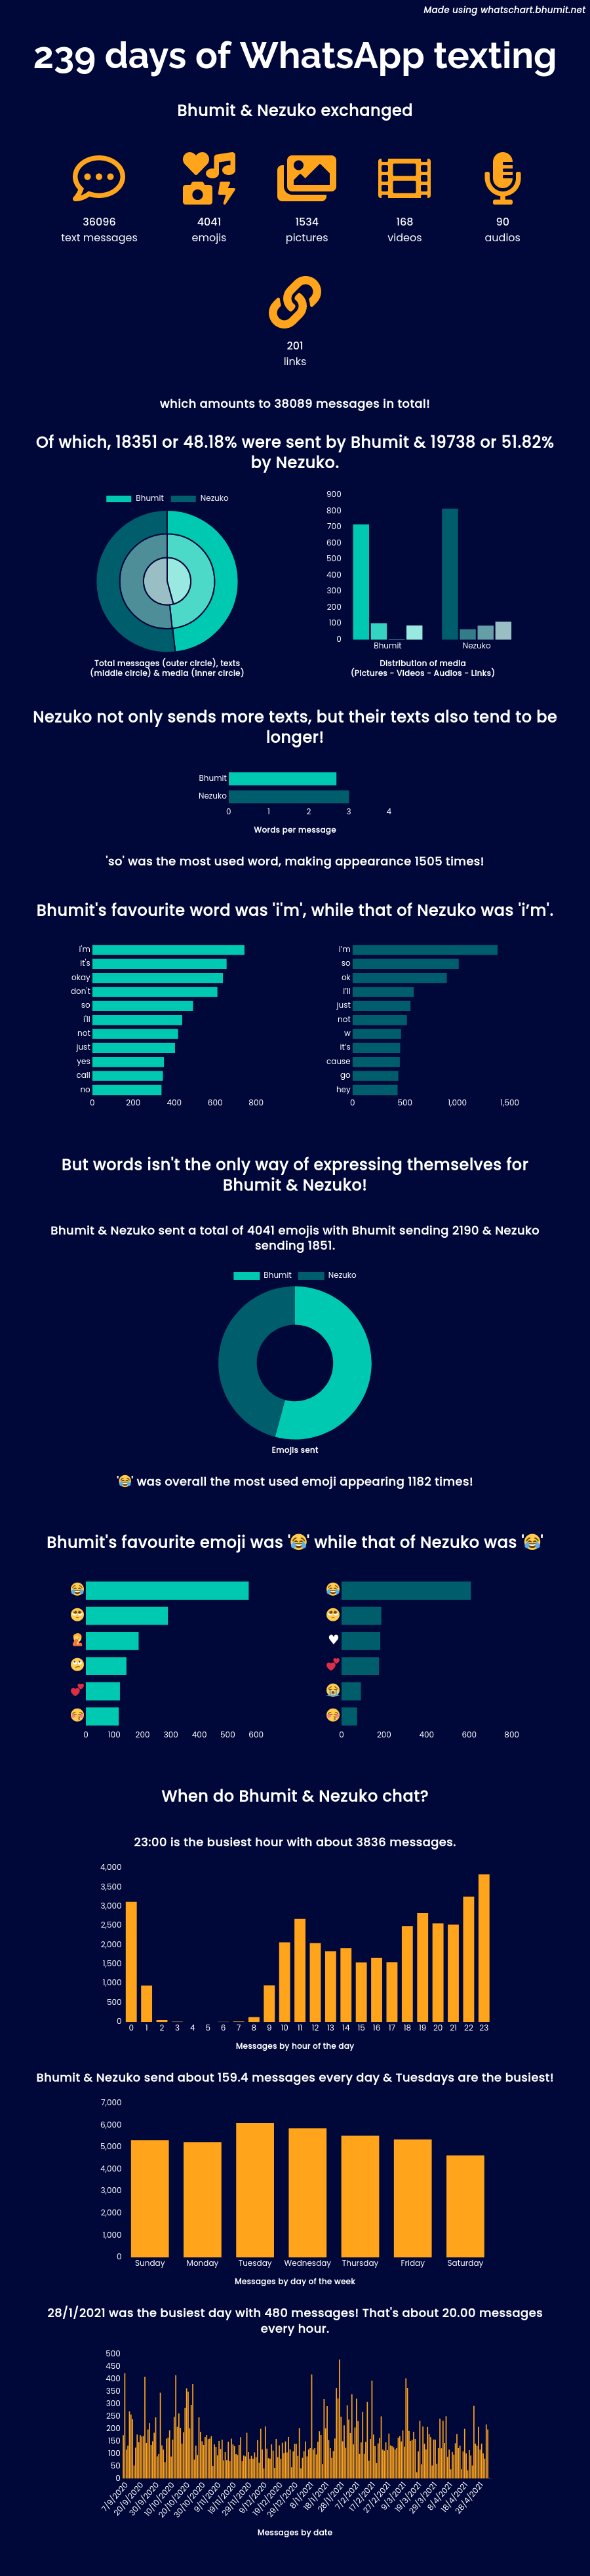 Made using whatschart.bhumit.net
239 days of WhatsApp texting
Bhumit & Nezuko exchanged
36096
text messages
4041
emojis
1534
pictures
168
videos
90
audios
201
links
which amounts to 38089 messages in total!
Of which, 18351 or 48.18% were sent by Bhumit & 19738 or 51.82%
by Nezuko.
Bhumit Nezuko
Total messages (outer circle), texts
(middle circle) & media (inner circle)
900
800
700
600
500
400
300
200
100
0
Bhumit Nezuko
Distribution of media
(Pictures - Videos - Audios - Links)
Nezuko not only sends more texts, but their texts also tend to be
longer!
Bhumit
Nezuko
0 1 2 3 4
Words per message
'so' was the most used word, making appearance 1505 times!
Bhumit's favourite word was 'i'm', while that of Nezuko was 'i’m'.
i'm
it's
okay
don't
so
i'll
not
just
yes
call
no
0 200 400 600 800
i’m
so
ok
i’ll
just
not
w
it’s
cause
go
hey
0 500 1,000 1,500
But words isn't the only way of expressing themselves for
Bhumit & Nezuko!
Bhumit & Nezuko sent a total of 4041 emojis with Bhumit sending 2190 & Nezuko
sending 1851.
Bhumit Nezuko
Emojis sent
'😂' was overall the most used emoji appearing 1182 times!
Bhumit's favourite emoji was '😂' while that of Nezuko was '😂'
0 100 200 300 400 500 600
0 200 400 600 800
When do Bhumit & Nezuko chat?
23:00 is the busiest hour with about 3836 messages.
4,000
3,500
3,000
2,500
2,000
1,500
1,000
500
0
0 1 2 3 4 5 6 7 8 9 10 11 12 13 14 15 16 17 18 19 20 21 22 23
Messages by hour of the day
Bhumit & Nezuko send about 159.4 messages every day & Tuesdays are the busiest!
7,000
6,000
5,000
4,000
3,000
2,000
1,000
0
Sunday Monday Tuesday Wednesday Thursday Friday Saturday
Messages by day of the week
28/1/2021 was the busiest day with 480 messages! That's about 20.00 messages
every hour.
500
450
400
350
300
250
200
150
100
50
0
7/9/2020 20/9/2020 30/9/2020 10/10/2020 20/10/2020 30/10/2020 9/11/2020 19/11/2020 29/11/2020 9/12/2020 19/12/2020 29/12/2020 8/1/2021 18/1/2021 28/1/2021 7/2/2021 17/2/2021 27/2/2021 9/3/2021 19/3/2021 29/3/2021 8/4/2021 18/4/2021 28/4/2021
Messages by date